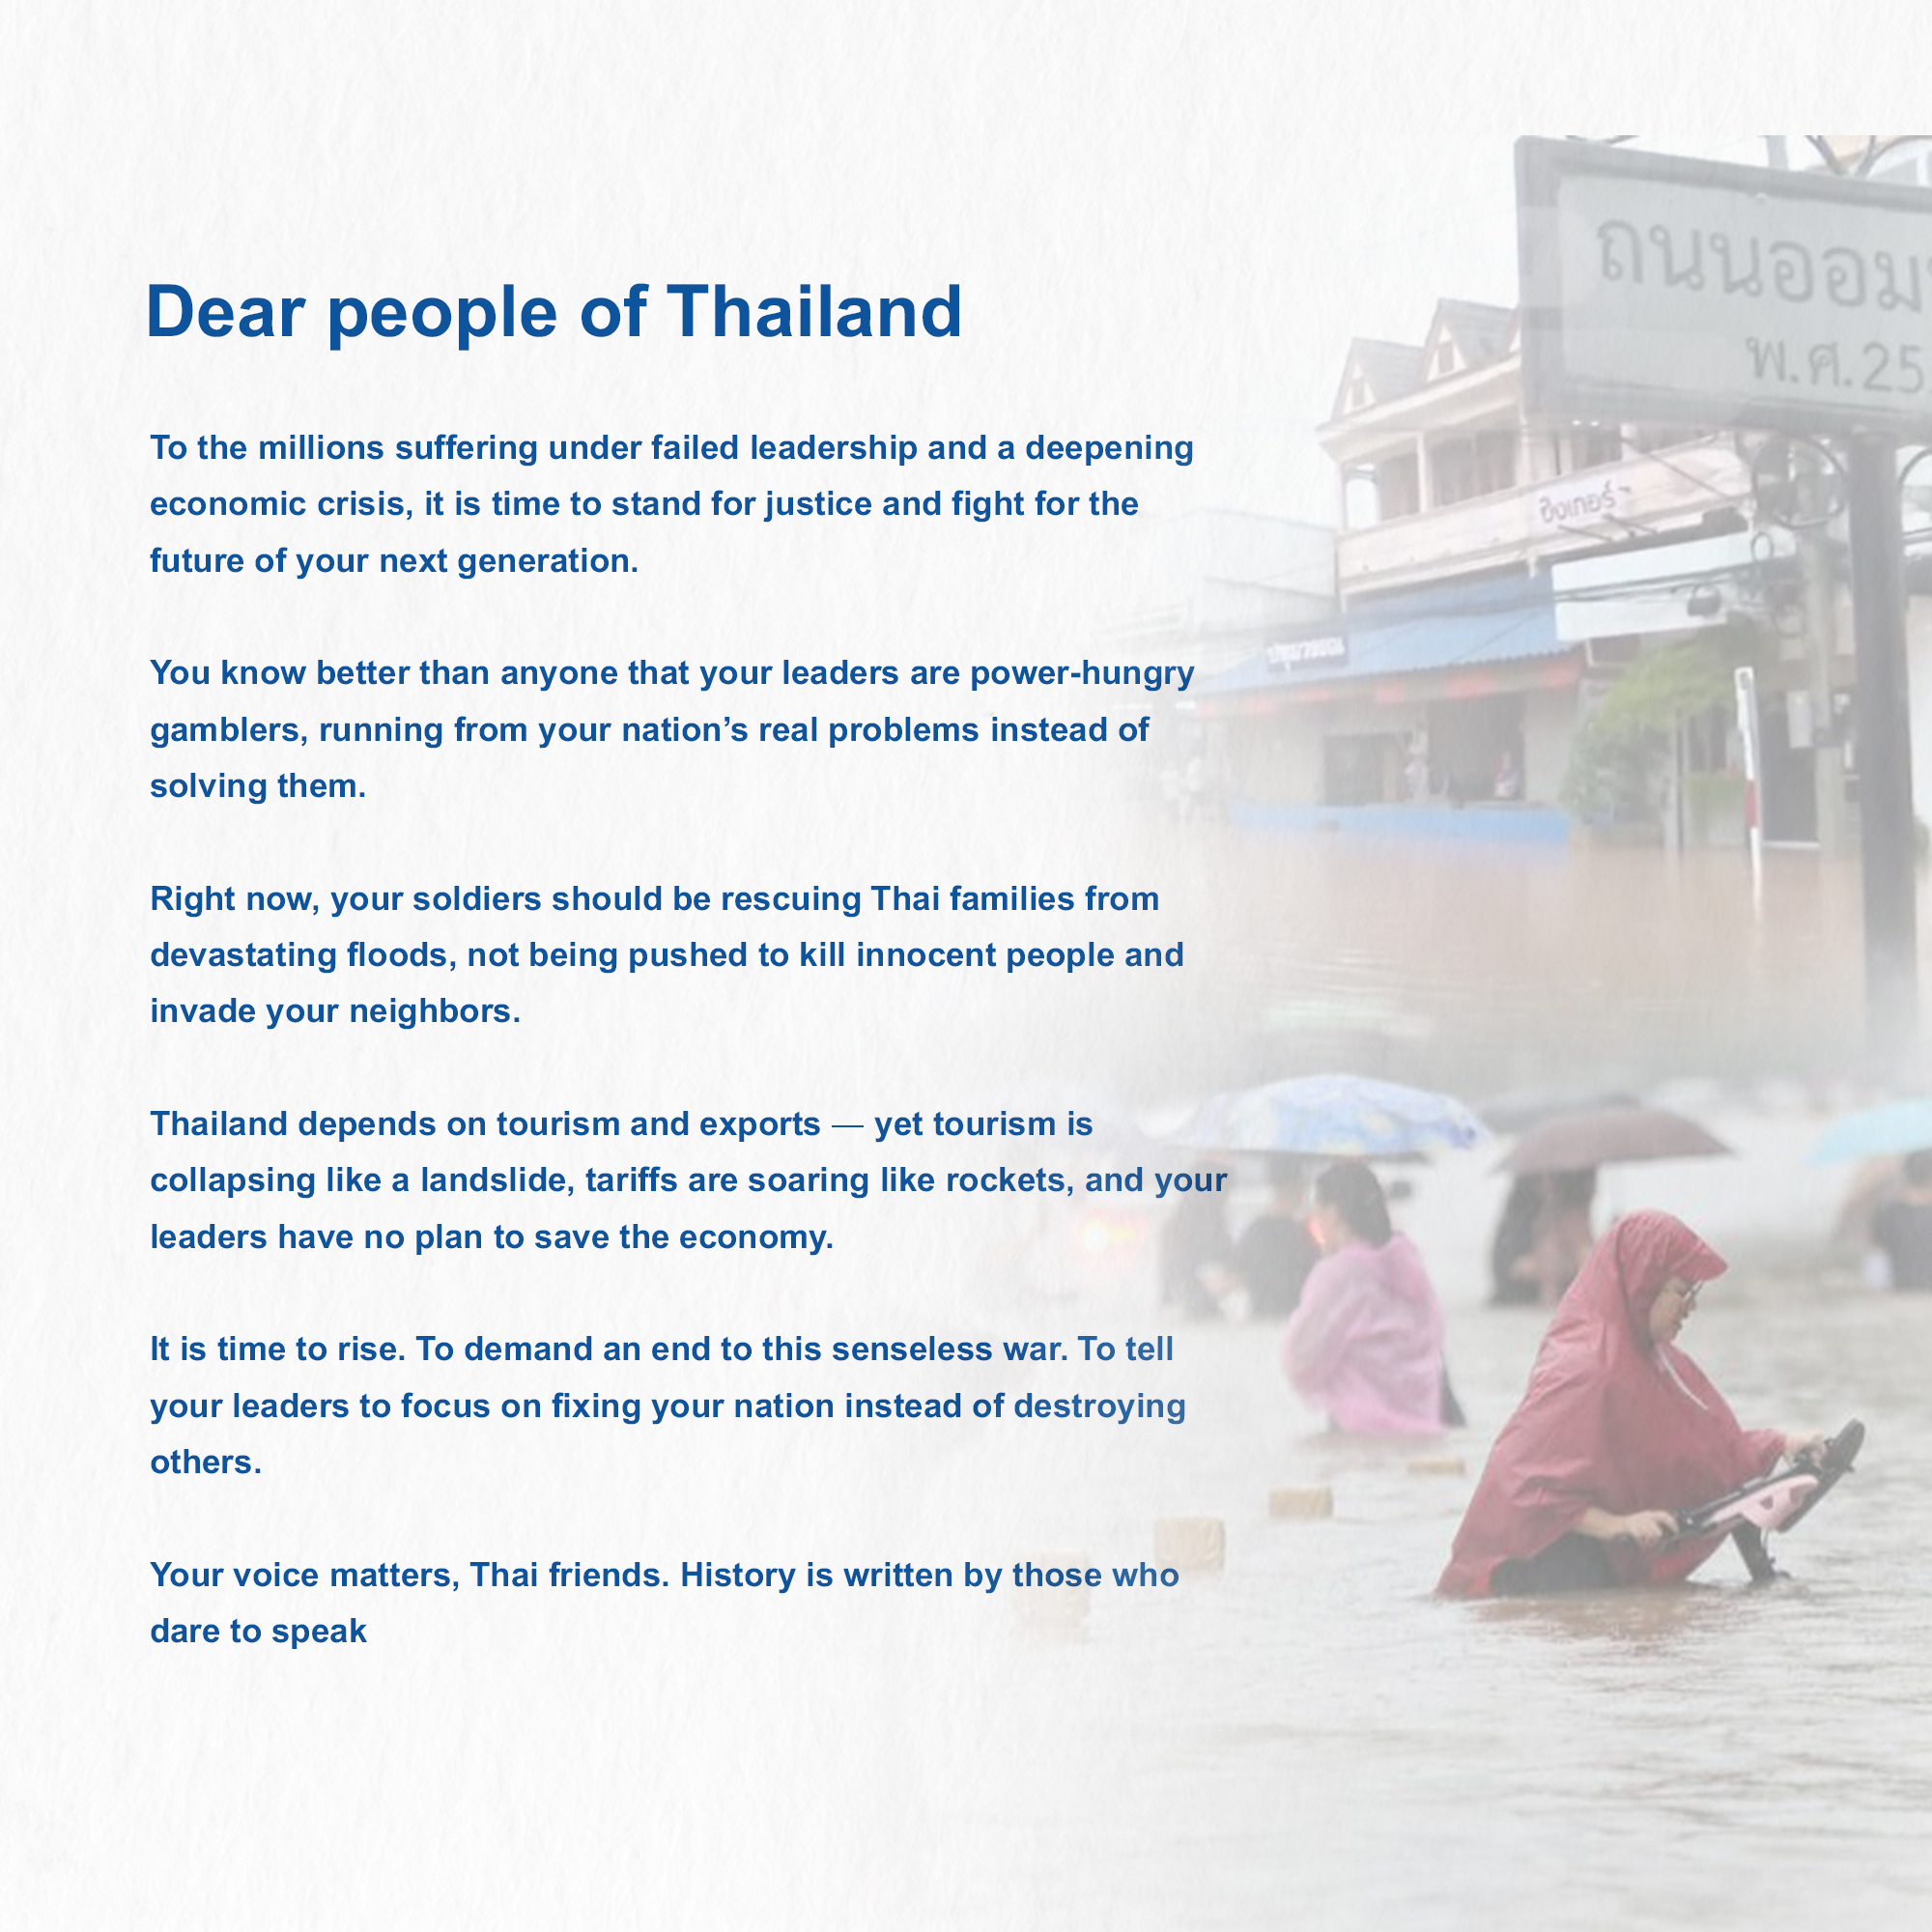 Dear people of Thailand
To the millions suffering under failed leadership and a deepening
economic crisis, it is time to stand for justice and fight for the
future of your next generation.
You know better than anyone that your leaders are power-hungry
gamblers, running from your nation’s real problems instead of
solving them.
Right now, your soldiers should be rescuing Thai families from
devastating floods, not being pushed to kill innocent people and
invade your neighbors.
Thailand depends on tourism and exports — yet tourism is
collapsing like a landslide, tariffs are soaring like rockets, and your
leaders have no plan to save the economy.
It is time to rise. To demand an end to this senseless war. To tell
your leaders to focus on fixing your nation instead of destroying
others.
Your voice matters, Thai friends. History is written by those who
dare to speak
ถนนออม
พ.ศ.25
ซิงเกอร์